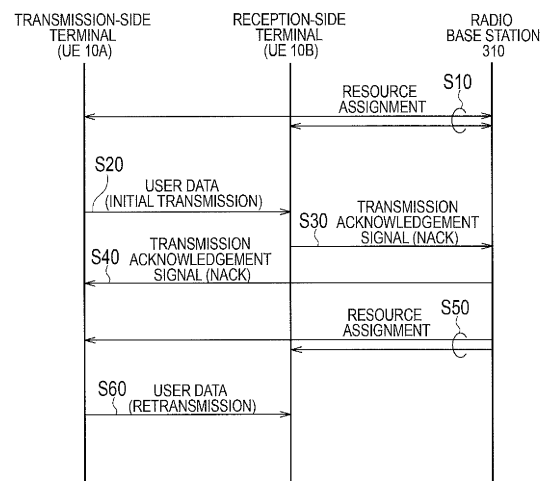 TRANSMISSION-SIDE
TERMINAL
(UE 10A)
RECEPTION-SIDE
TERMINAL
(UE 10B)
RADIO
BASE STATION
310
S10
RESOURCE
ASSIGNMENT
S20
USER DATA
(INITIAL TRANSMISSION)
S30
TRANSMISSION
ACKNOWLEDGEMENT
SIGNAL (NACK)
S40
TRANSMISSION
ACKNOWLEDGEMENT
SIGNAL (NACK)
S50
RESOURCE
ASSIGNMENT
S60
USER DATA
(RETRANSMISSION)